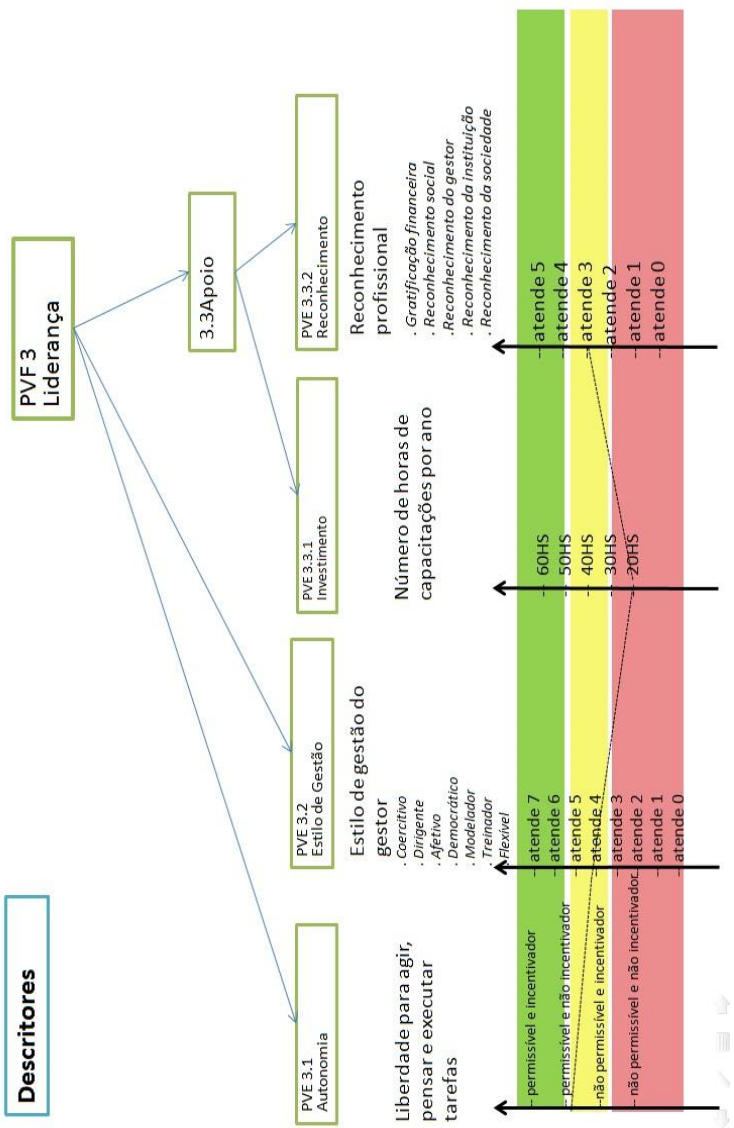 Descritores
PVF 3
Liderança
3.3Apoio
PVE 3.1
Autonomia
PVE 3.2
Estilo de Gestão
PVE 3.3.1
Investimento
PVE 3.3.2
Reconhecimento
Liberdade para agir,
pensar e executar
tarefas
Estilo de gestão do
gestor
. Coercitivo
. Dirigente
. Afetivo
. Democrático
. Modelador
. Treinador
. Flexível
Número de horas de
capacitações por ano
Reconhecimento
profissional
. Gratificação financeira
. Reconhecimento social
.Reconhecimento do gestor
. Reconhecimento da instituição
. Reconhecimento da sociedade
-- permissível e incentivador
-- permissível e não incentivador
--não permissível e incentivador
-- não permissível e não incentivador
-- atende 7
-- atende 6
-- atende 5
-- atende 4
-- atende 3
-- atende 2
-- atende 1
-- atende 0
-- 60HS
-- 50HS
-- 40HS
-- 30HS
-- 20HS
-- atende 5
-- atende 4
-- atende 3
-- atende 2
-- atende 1
-- atende 0